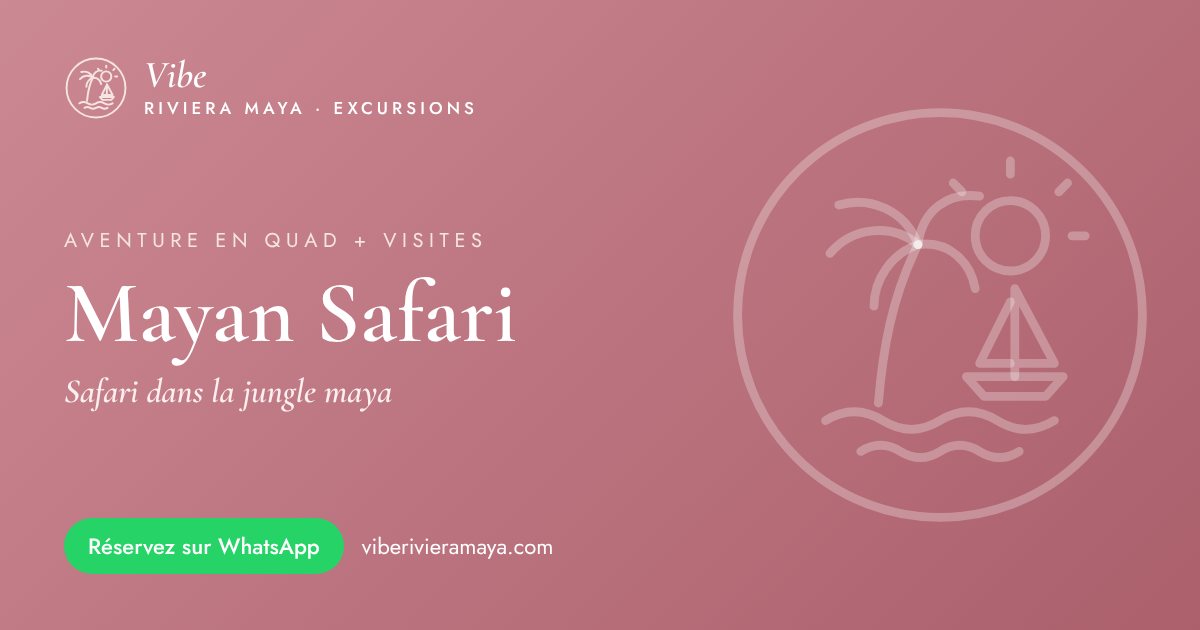 Vibe
RIVIERA MAYA · EXCURSIONS
AVENTURE EN QUAD + VISITES
Mayan Safari
Safari dans la jungle maya
Réservez sur WhatsApp
viberivieramaya.com